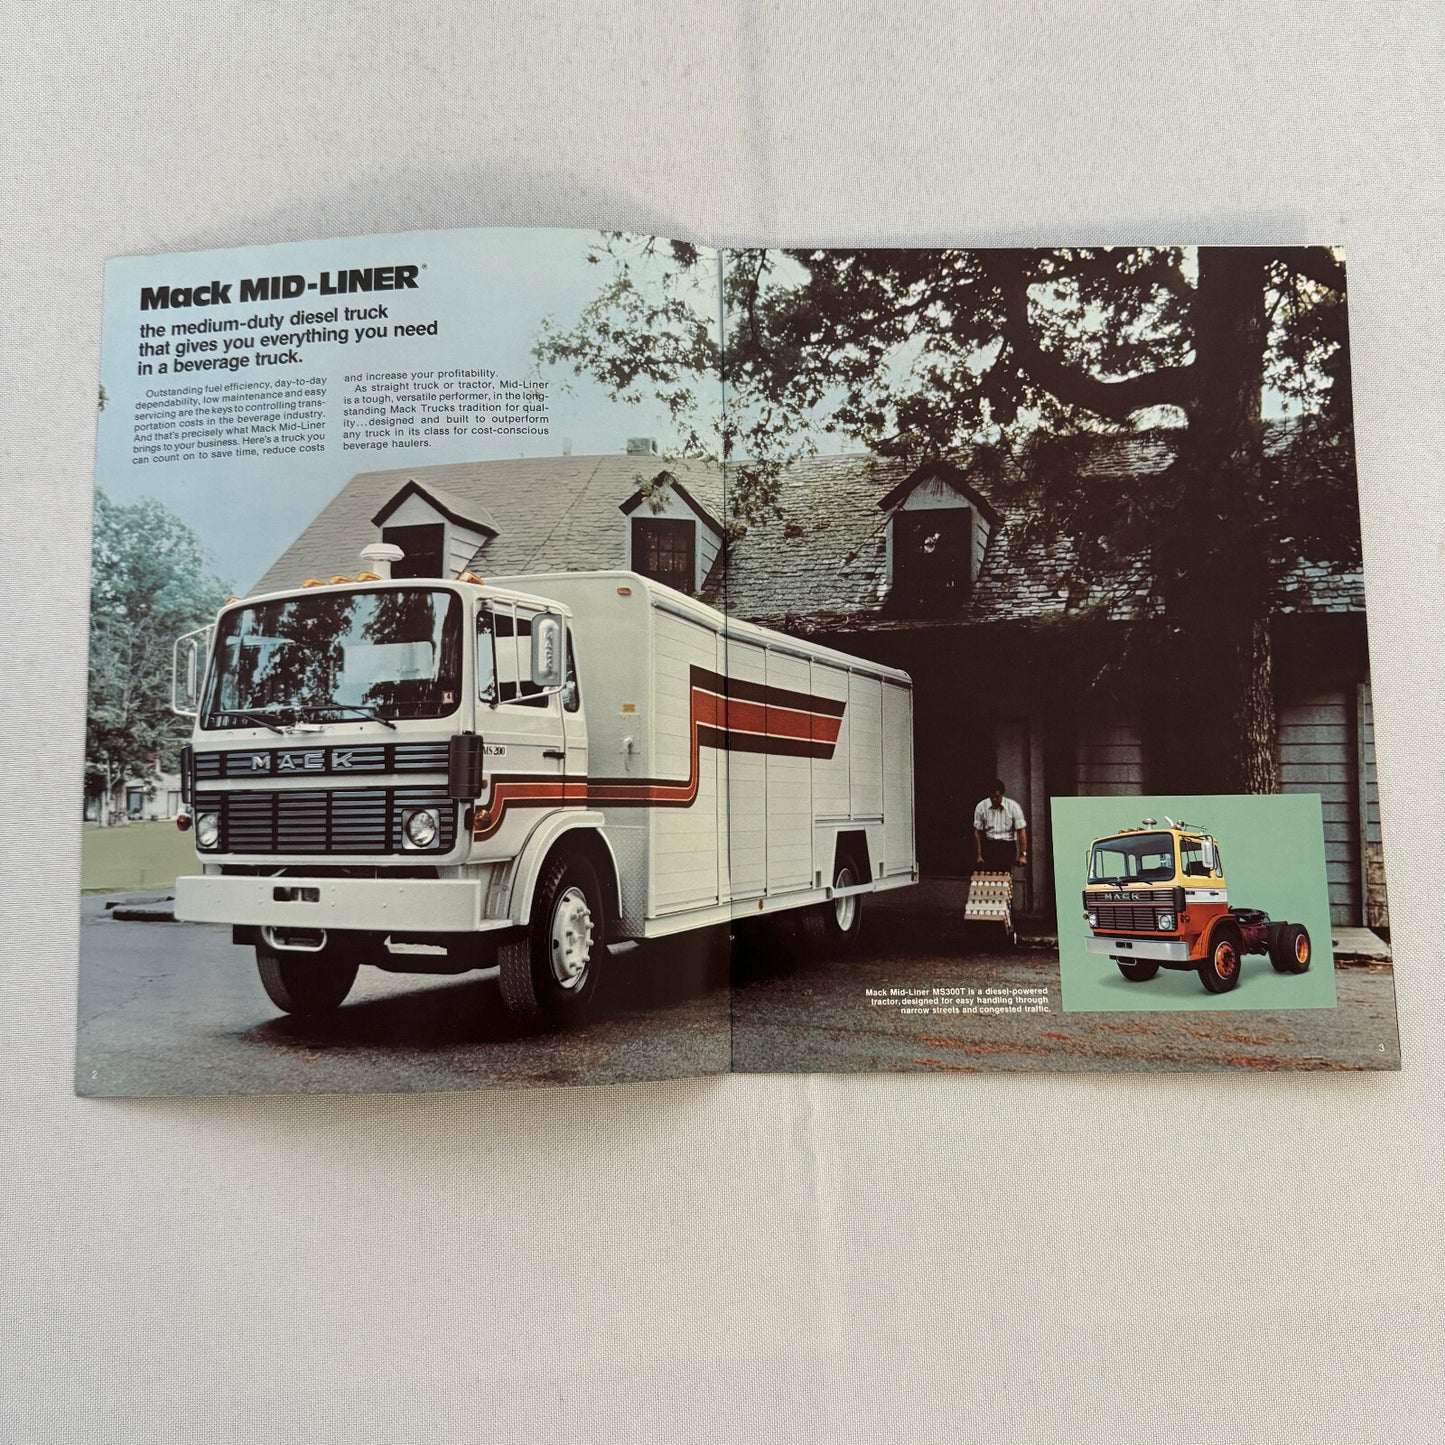 Mack MID-LINER®
the medium-duty diesel truck
that gives you everything you need
in a beverage truck.
Outstanding fuel efficiency, day-to-day
dependability, low maintenance and easy
servicing are the keys to controlling trans-
portation costs in the beverage industry.
And that's precisely what Mack Mid-Liner
brings to your business. Here's a truck you
can count on to save time, reduce costs
and increase your profitability.
As straight truck or tractor, Mid-Liner
is a tough, versatile performer, in the long-
standing Mack Trucks tradition for qual-
ity...designed and built to outperform
any truck in its class for cost-conscious
beverage haulers.
MACK
MACK
MS 200
MACK
Mack Mid-Liner MS300T is a diesel-powered
tractor, designed for easy handling through
narrow streets and congested traffic.
2
3